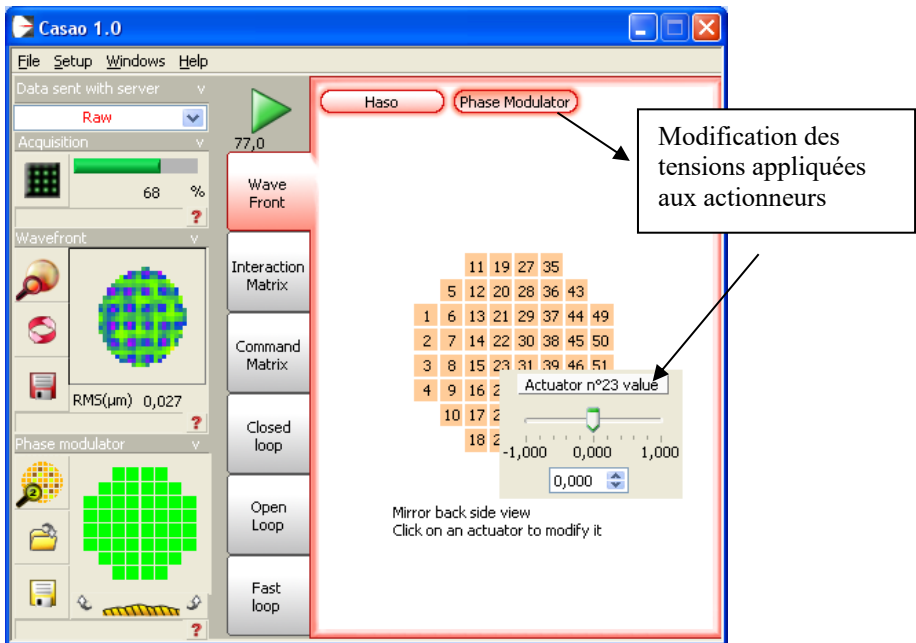 Casao 1.0
File Setup Windows Help
Data sent with server v
Raw
Acquisition v
68 %
?
Wavefront v
RMS(µm) 0,027
?
Phase modulator v
2
?
77,0
Wave
Front
Interaction
Matrix
Command
Matrix
Closed
loop
Open
Loop
Fast
loop
Haso Phase Modulator
Modification des
tensions appliquées
aux actionneurs
11 19 27 35
5 12 20 28 36 43
1 6 13 21 29 37 44 49
2 7 14 22 30 38 45 50
3 8 15 23 31 39 46 51
4 9 16 2
10 17 2
18 2
Actuator n°23 value
-1,000 0,000 1,000
0,000
Mirror back side view
Click on an actuator to modify it